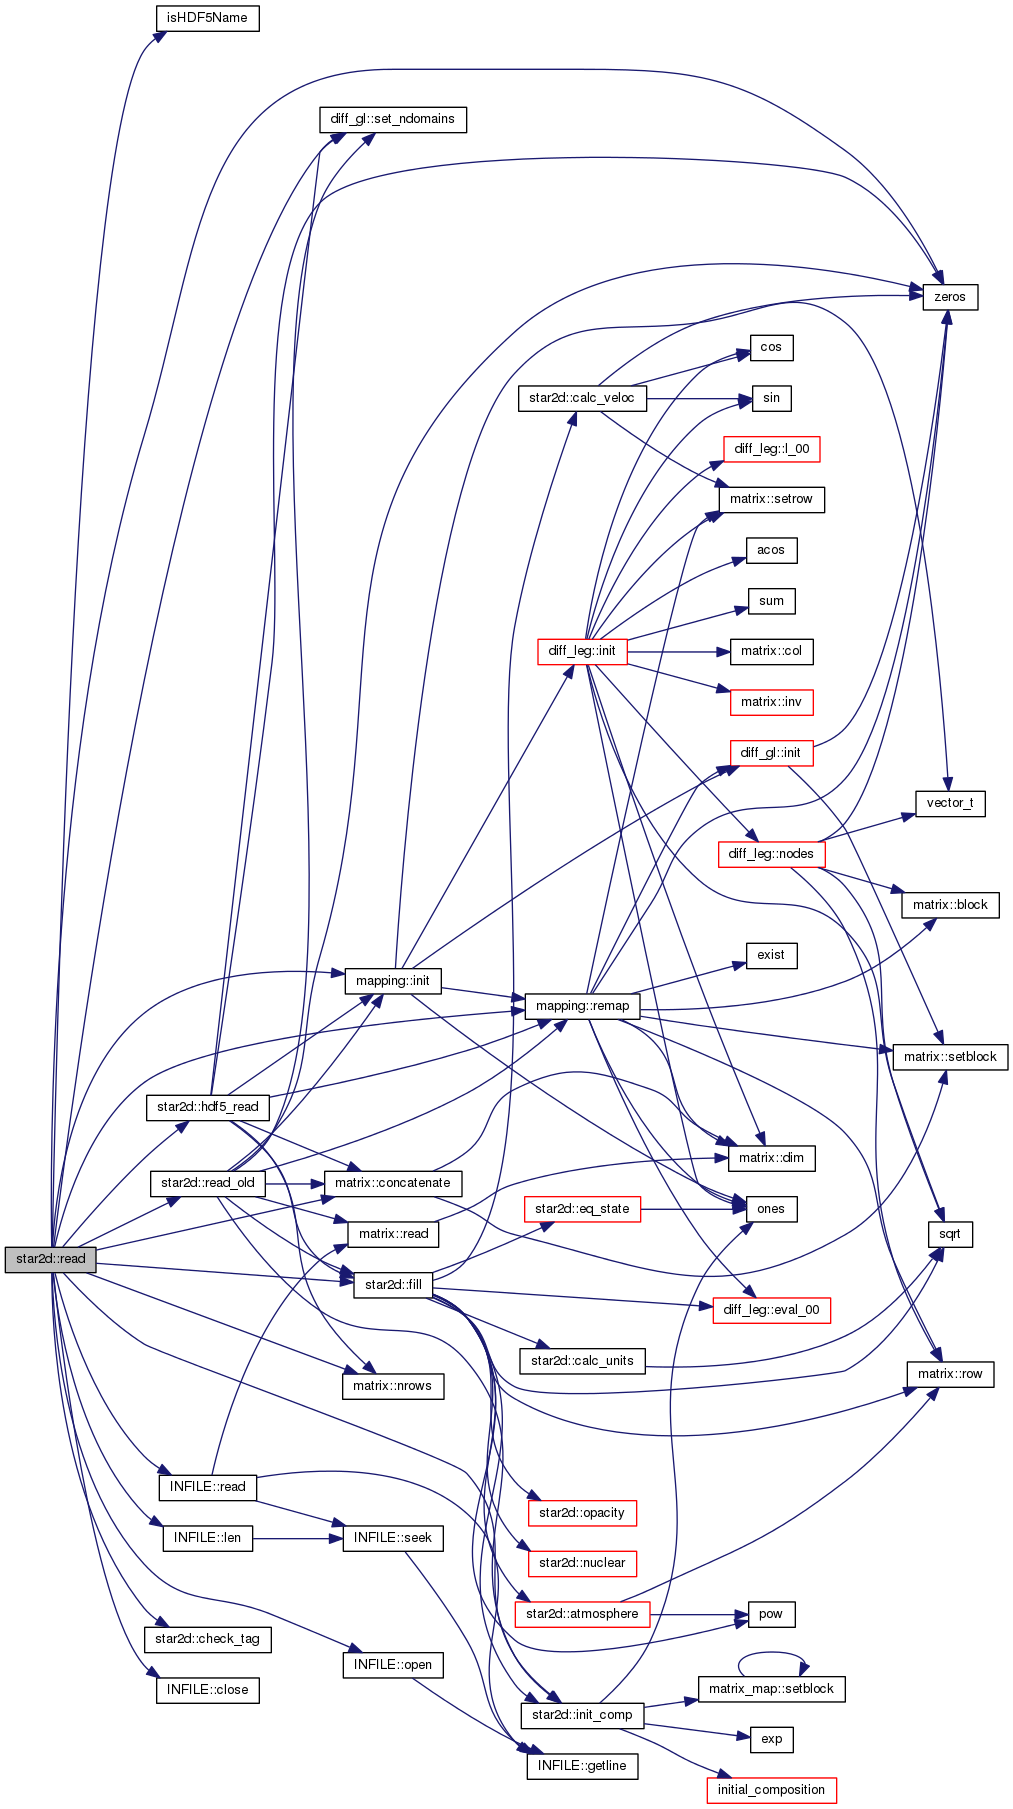 isHDF5Name
diff_gl::set_ndomains
zeros
cos
star2d::calc_veloc
sin
diff_leg::l_00
matrix::setrow
acos
sum
diff_leg::init
matrix::col
matrix::inv
diff_gl::init
vector_t
diff_leg::nodes
matrix::block
exist
mapping::init
mapping::remap
matrix::setblock
star2d::hdf5_read
matrix::dim
star2d::read_old
matrix::concatenate
star2d::eq_state
ones
matrix::read
sqrt
star2d::read
star2d::fill
diff_leg::eval_00
star2d::calc_units
matrix::row
matrix::nrows
INFILE::read
star2d::opacity
INFILE::len
INFILE::seek
star2d::nuclear
star2d::atmosphere
pow
star2d::check_tag
INFILE::open
INFILE::close
matrix_map::setblock
star2d::init_comp
exp
INFILE::getline
initial_composition